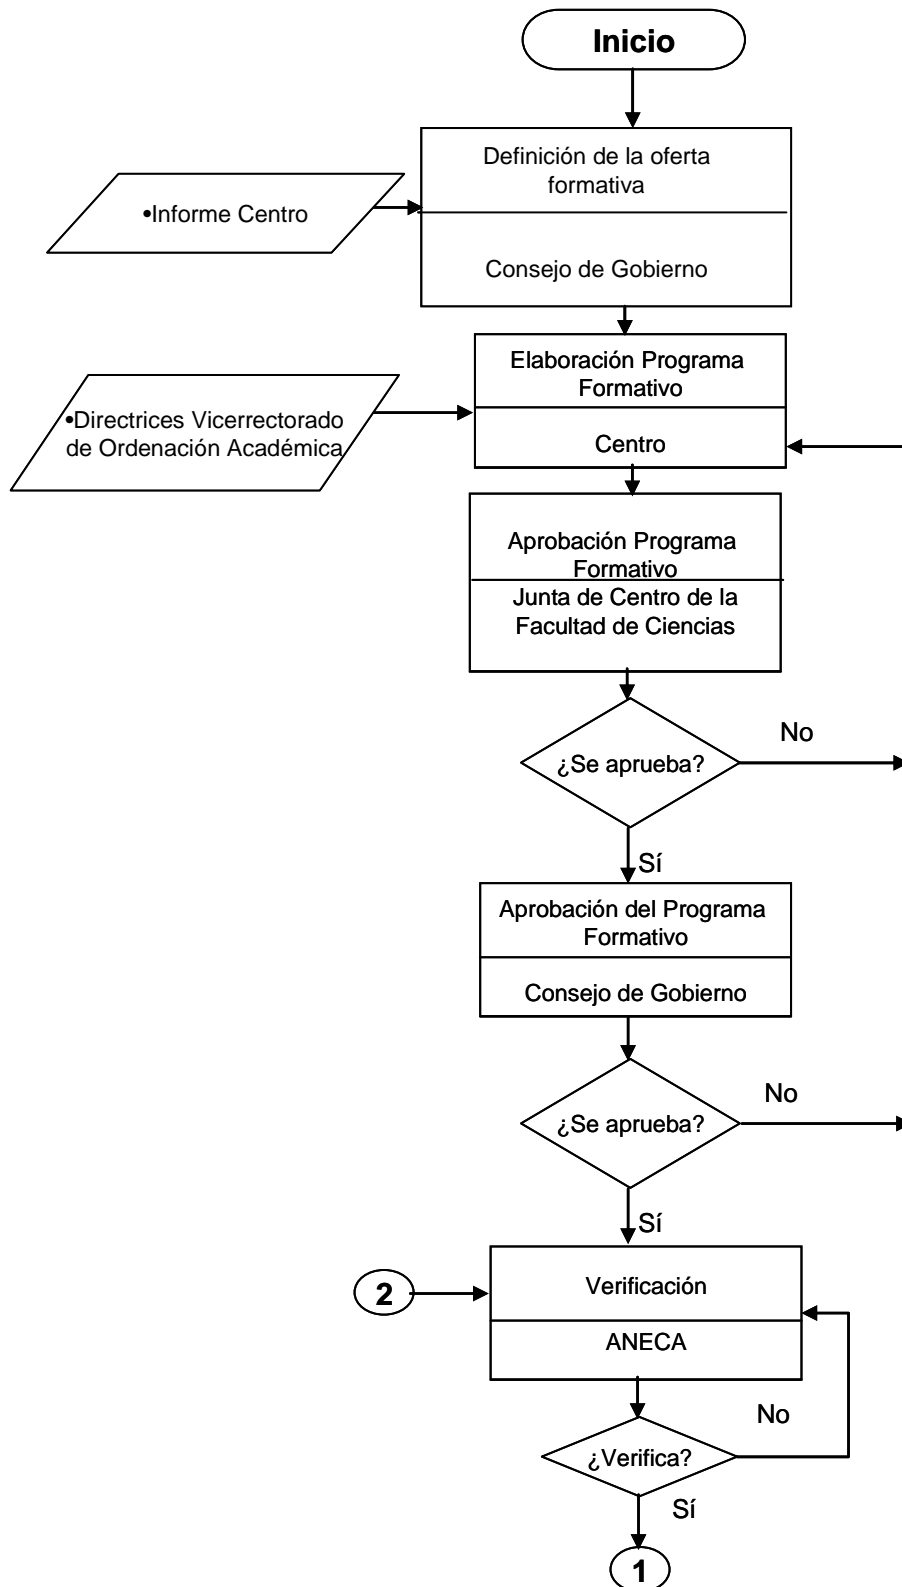 Inicio
Definición de la oferta
formativa
•Informe Centro
Consejo de Gobierno
Elaboración Programa
Formativo
•Directrices Vicerrectorado
de Ordenación Académica
Centro
Aprobación Programa
Formativo
Junta de Centro de la
Facultad de Ciencias
No
¿Se aprueba?
Sí
Aprobación del Programa
Formativo
Consejo de Gobierno
No
¿Se aprueba?
Sí
2
Verificación
ANECA
No
¿Verifica?
Sí
1